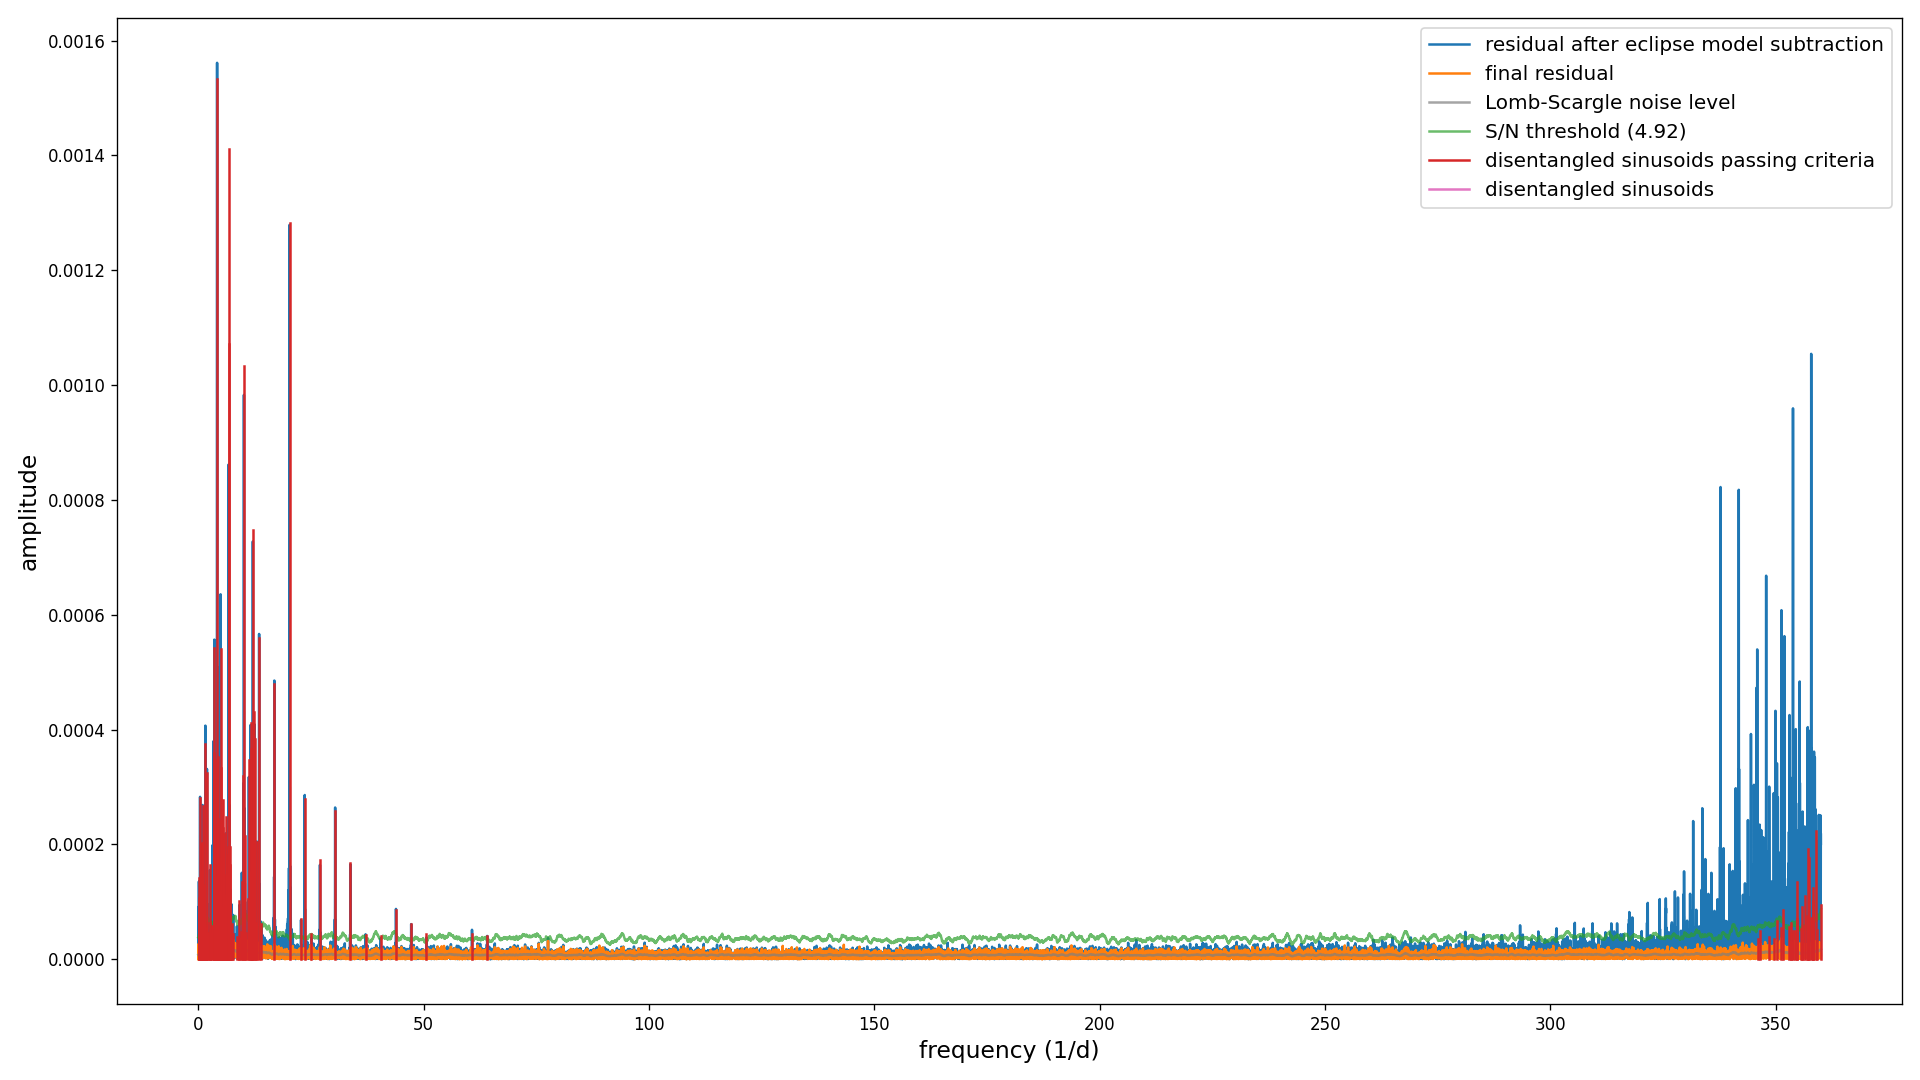 0.0016
0.0014
0.0012
0.0010
0.0008
0.0006
0.0004
0.0002
0.0000
amplitude
residual after eclipse model subtraction
final residual
Lomb-Scargle noise level
S/N threshold (4.92)
disentangled sinusoids passing criteria
disentangled sinusoids
0 50 100 150 200 250 300 350
frequency (1/d)